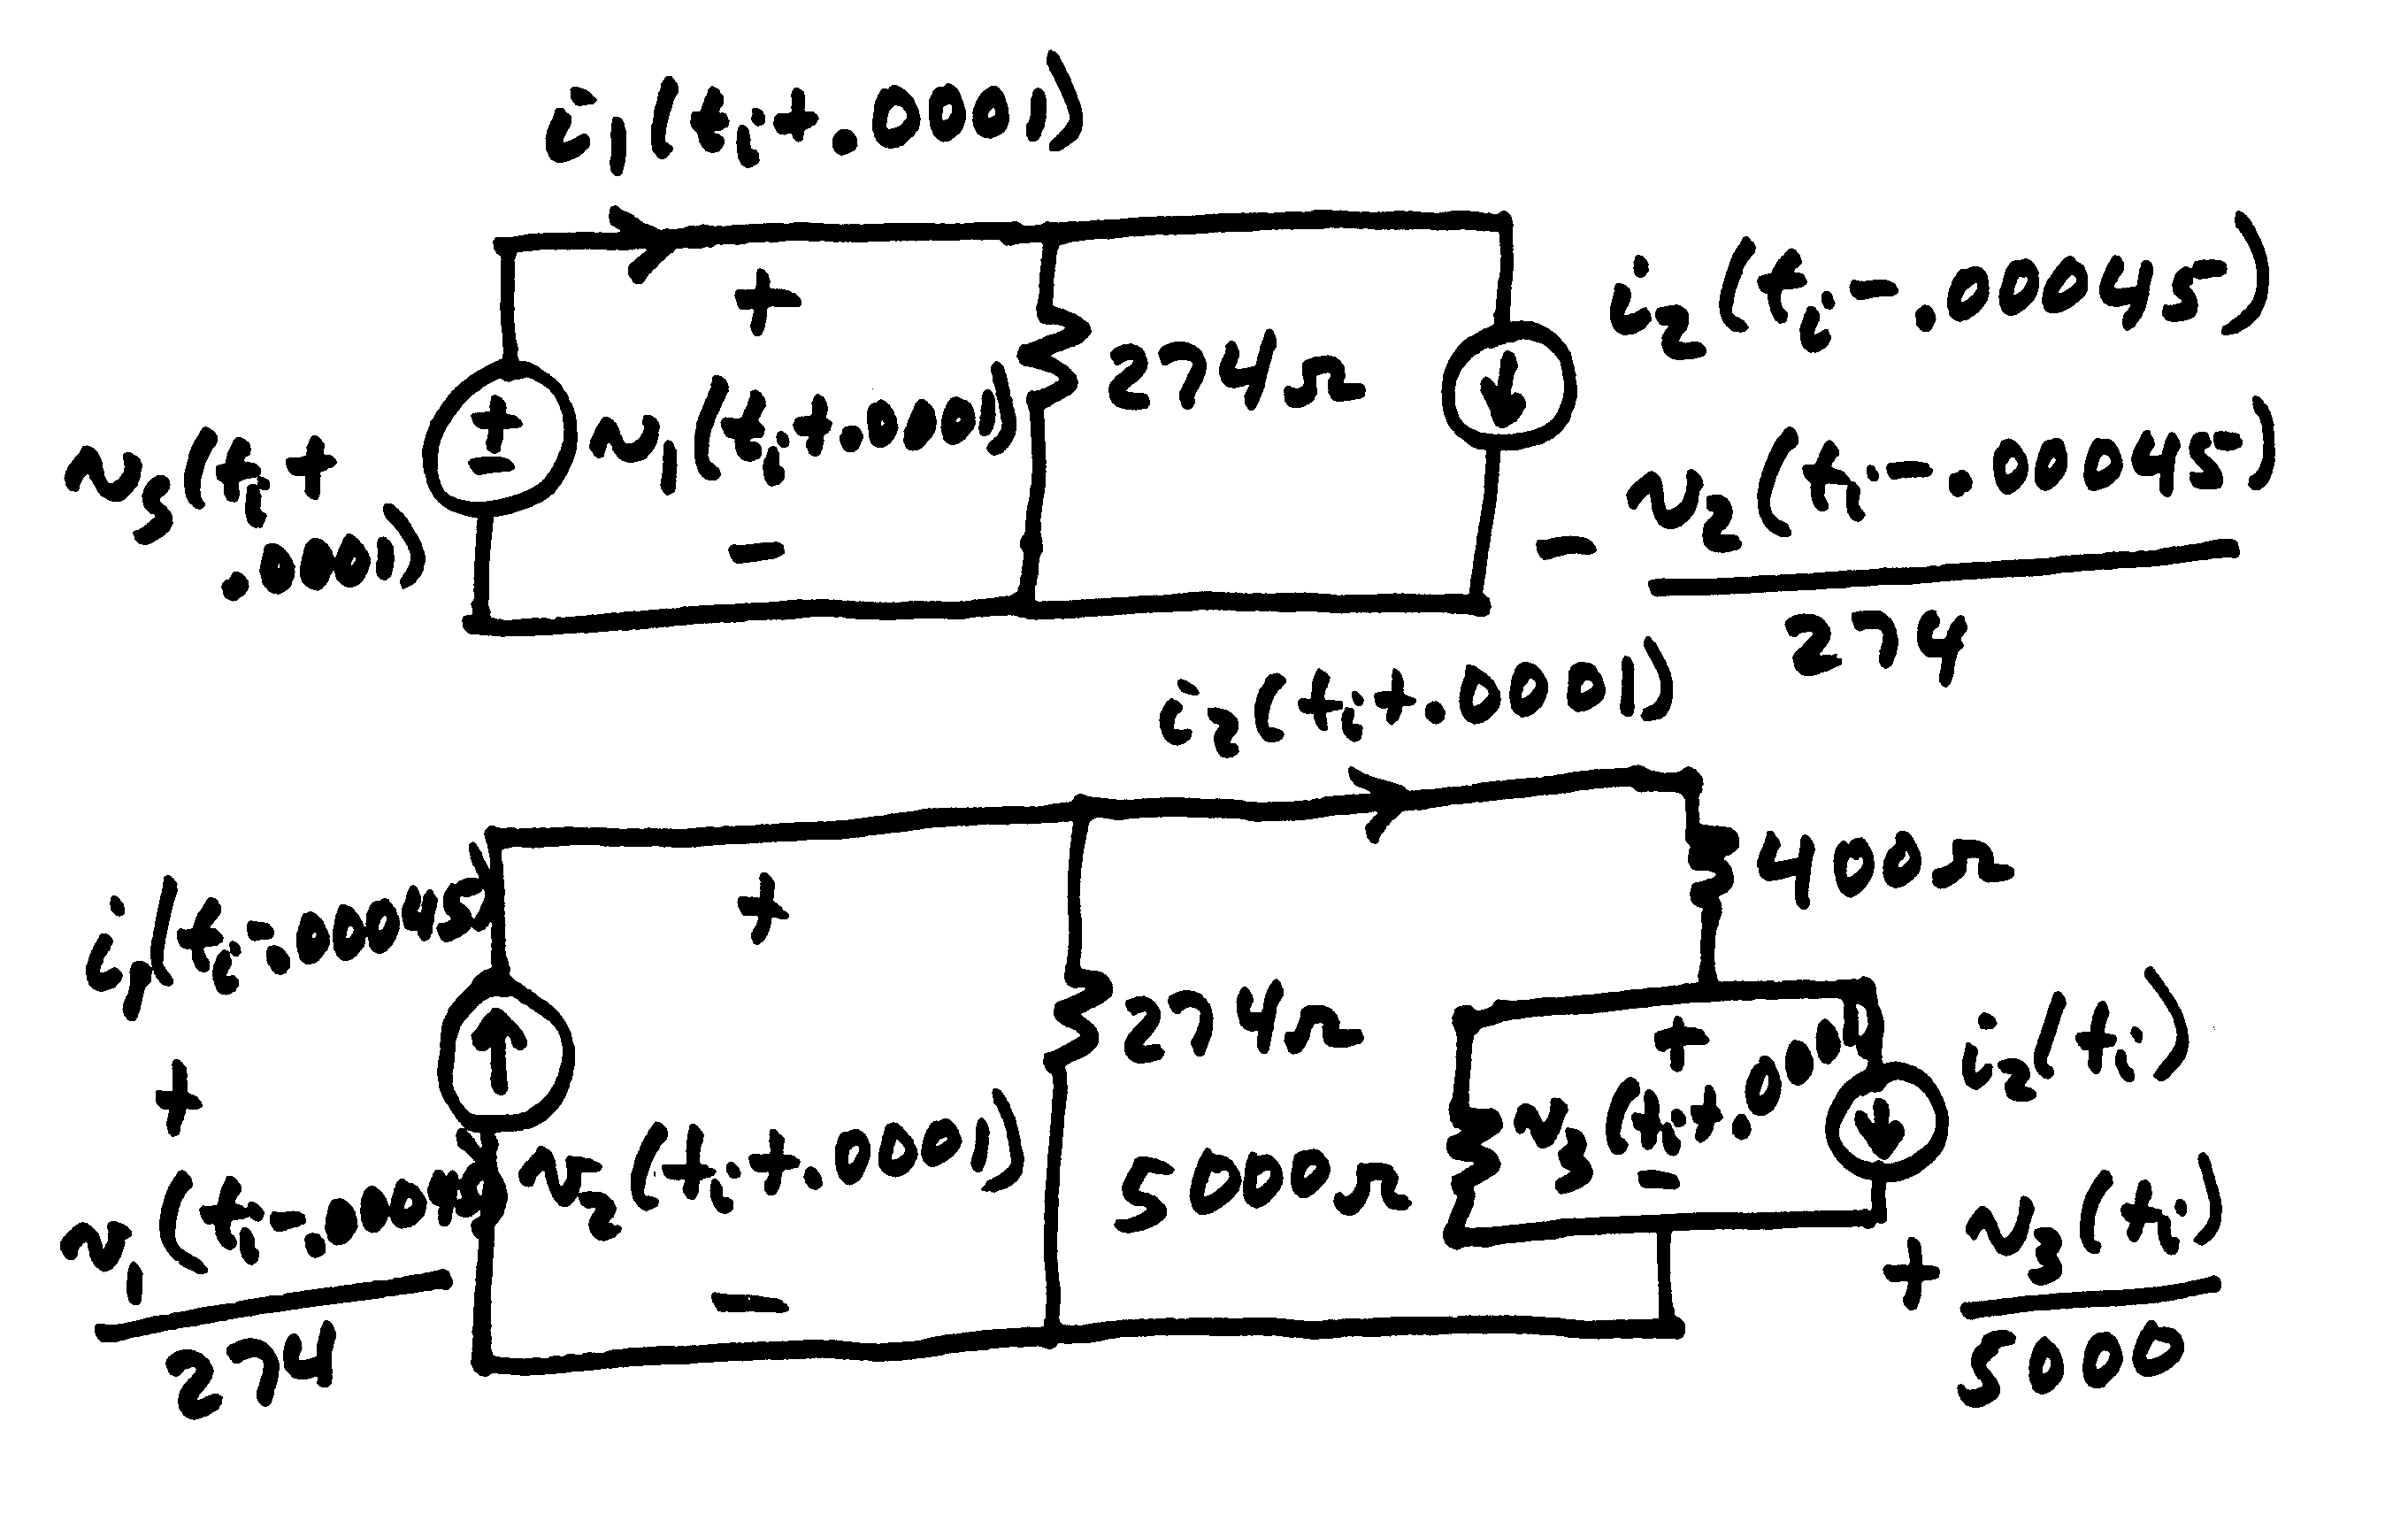 i₁(tᵢ+.0001)
+
274Ω
i₂(tᵢ-.00045)
vₛ(tᵢ+
.0001)
+
-
v₁(tᵢ+.0001)
-
- v₂(tᵢ-.00045)
274
i₂(tᵢ+.0001)
400Ω
i₁(tᵢ-.00045)
+
+
274Ω
i₂(tᵢ)
+
v₃(tᵢ+.0001)
-
v₂(tᵢ+.0001)
5000Ω
v₁(tᵢ-.00045)
274
-
+ v₃(tᵢ)
5000